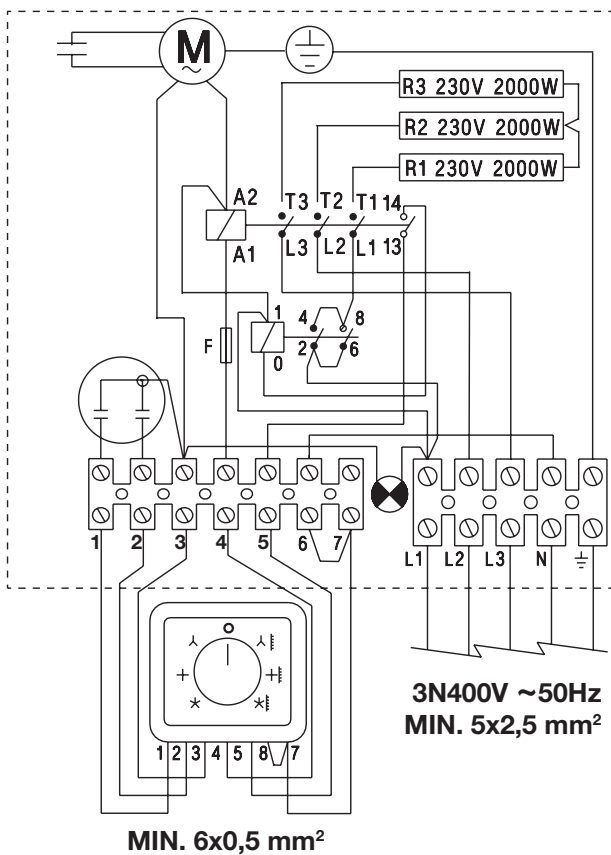 M
~
R3 230V 2000W
R2 230V 2000W
R1 230V 2000W
A2 T3 T2 T1 14
A1 L3 L2 L1 13
1 4 8
F 0 2 6
1 2 3 4 5 6 7
L1 L2 L3 N
1 2 3 4 5 8 7
3N400V ~50Hz
MIN. 5x2,5 mm²
MIN. 6x0,5 mm²